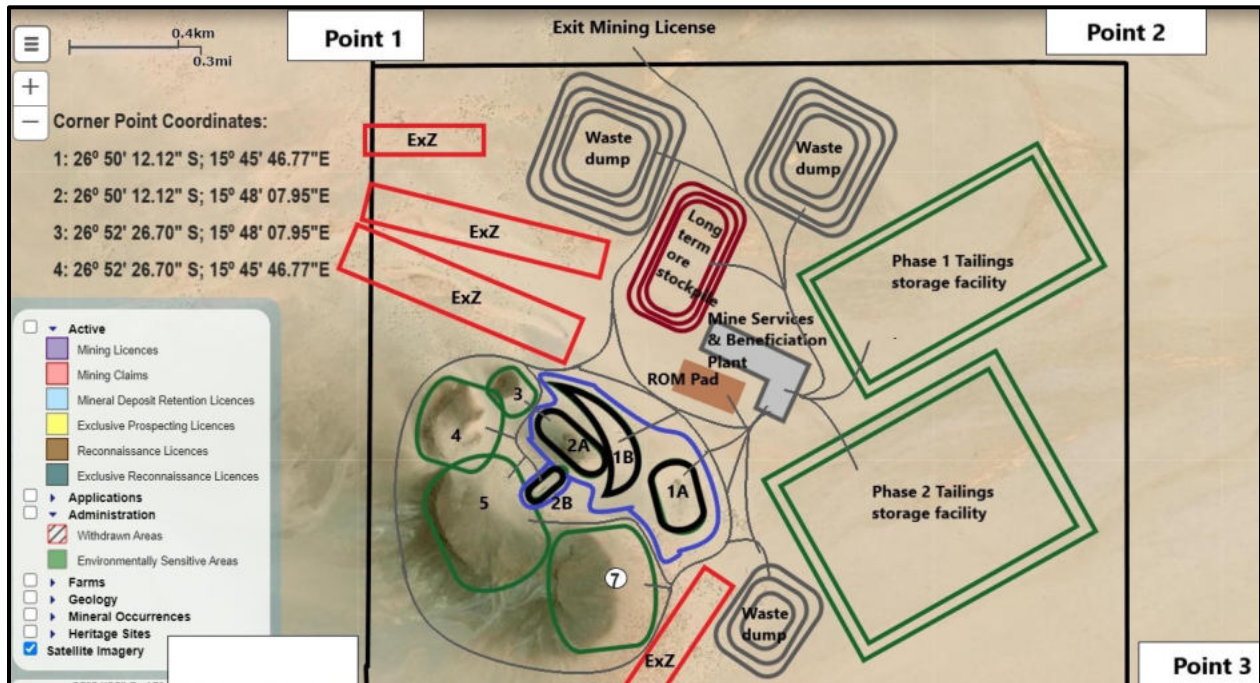 0.4km
0.3mi
Point 1
Exit Mining License
Point 2
+
−
Corner Point Coordinates:
1: 26º 50' 12.12" S; 15º 45' 46.77"E
2: 26º 50' 12.12" S; 15º 48' 07.95"E
3: 26º 52' 26.70" S; 15º 48' 07.95"E
4: 26º 52' 26.70" S; 15º 45' 46.77"E
ExZ
ExZ
ExZ
Waste
dump
Waste
dump
Long
term
ore
stockpile
Phase 1 Tailings
storage facility
Mine Services
& Beneficiation
Plant
ROM Pad
3
4
2A
1B
5
2B
1A
7
Phase 2 Tailings
storage facility
Waste
dump
ExZ
Active
Mining Licences
Mining Claims
Mineral Deposit Retention Licences
Exclusive Prospecting Licences
Reconnaissance Licences
Exclusive Reconnaissance Licences
Applications
Administration
Withdrawn Areas
Environmentally Sensitive Areas
Farms
Geology
Mineral Occurrences
Heritage Sites
Satellite Imagery
Point 3